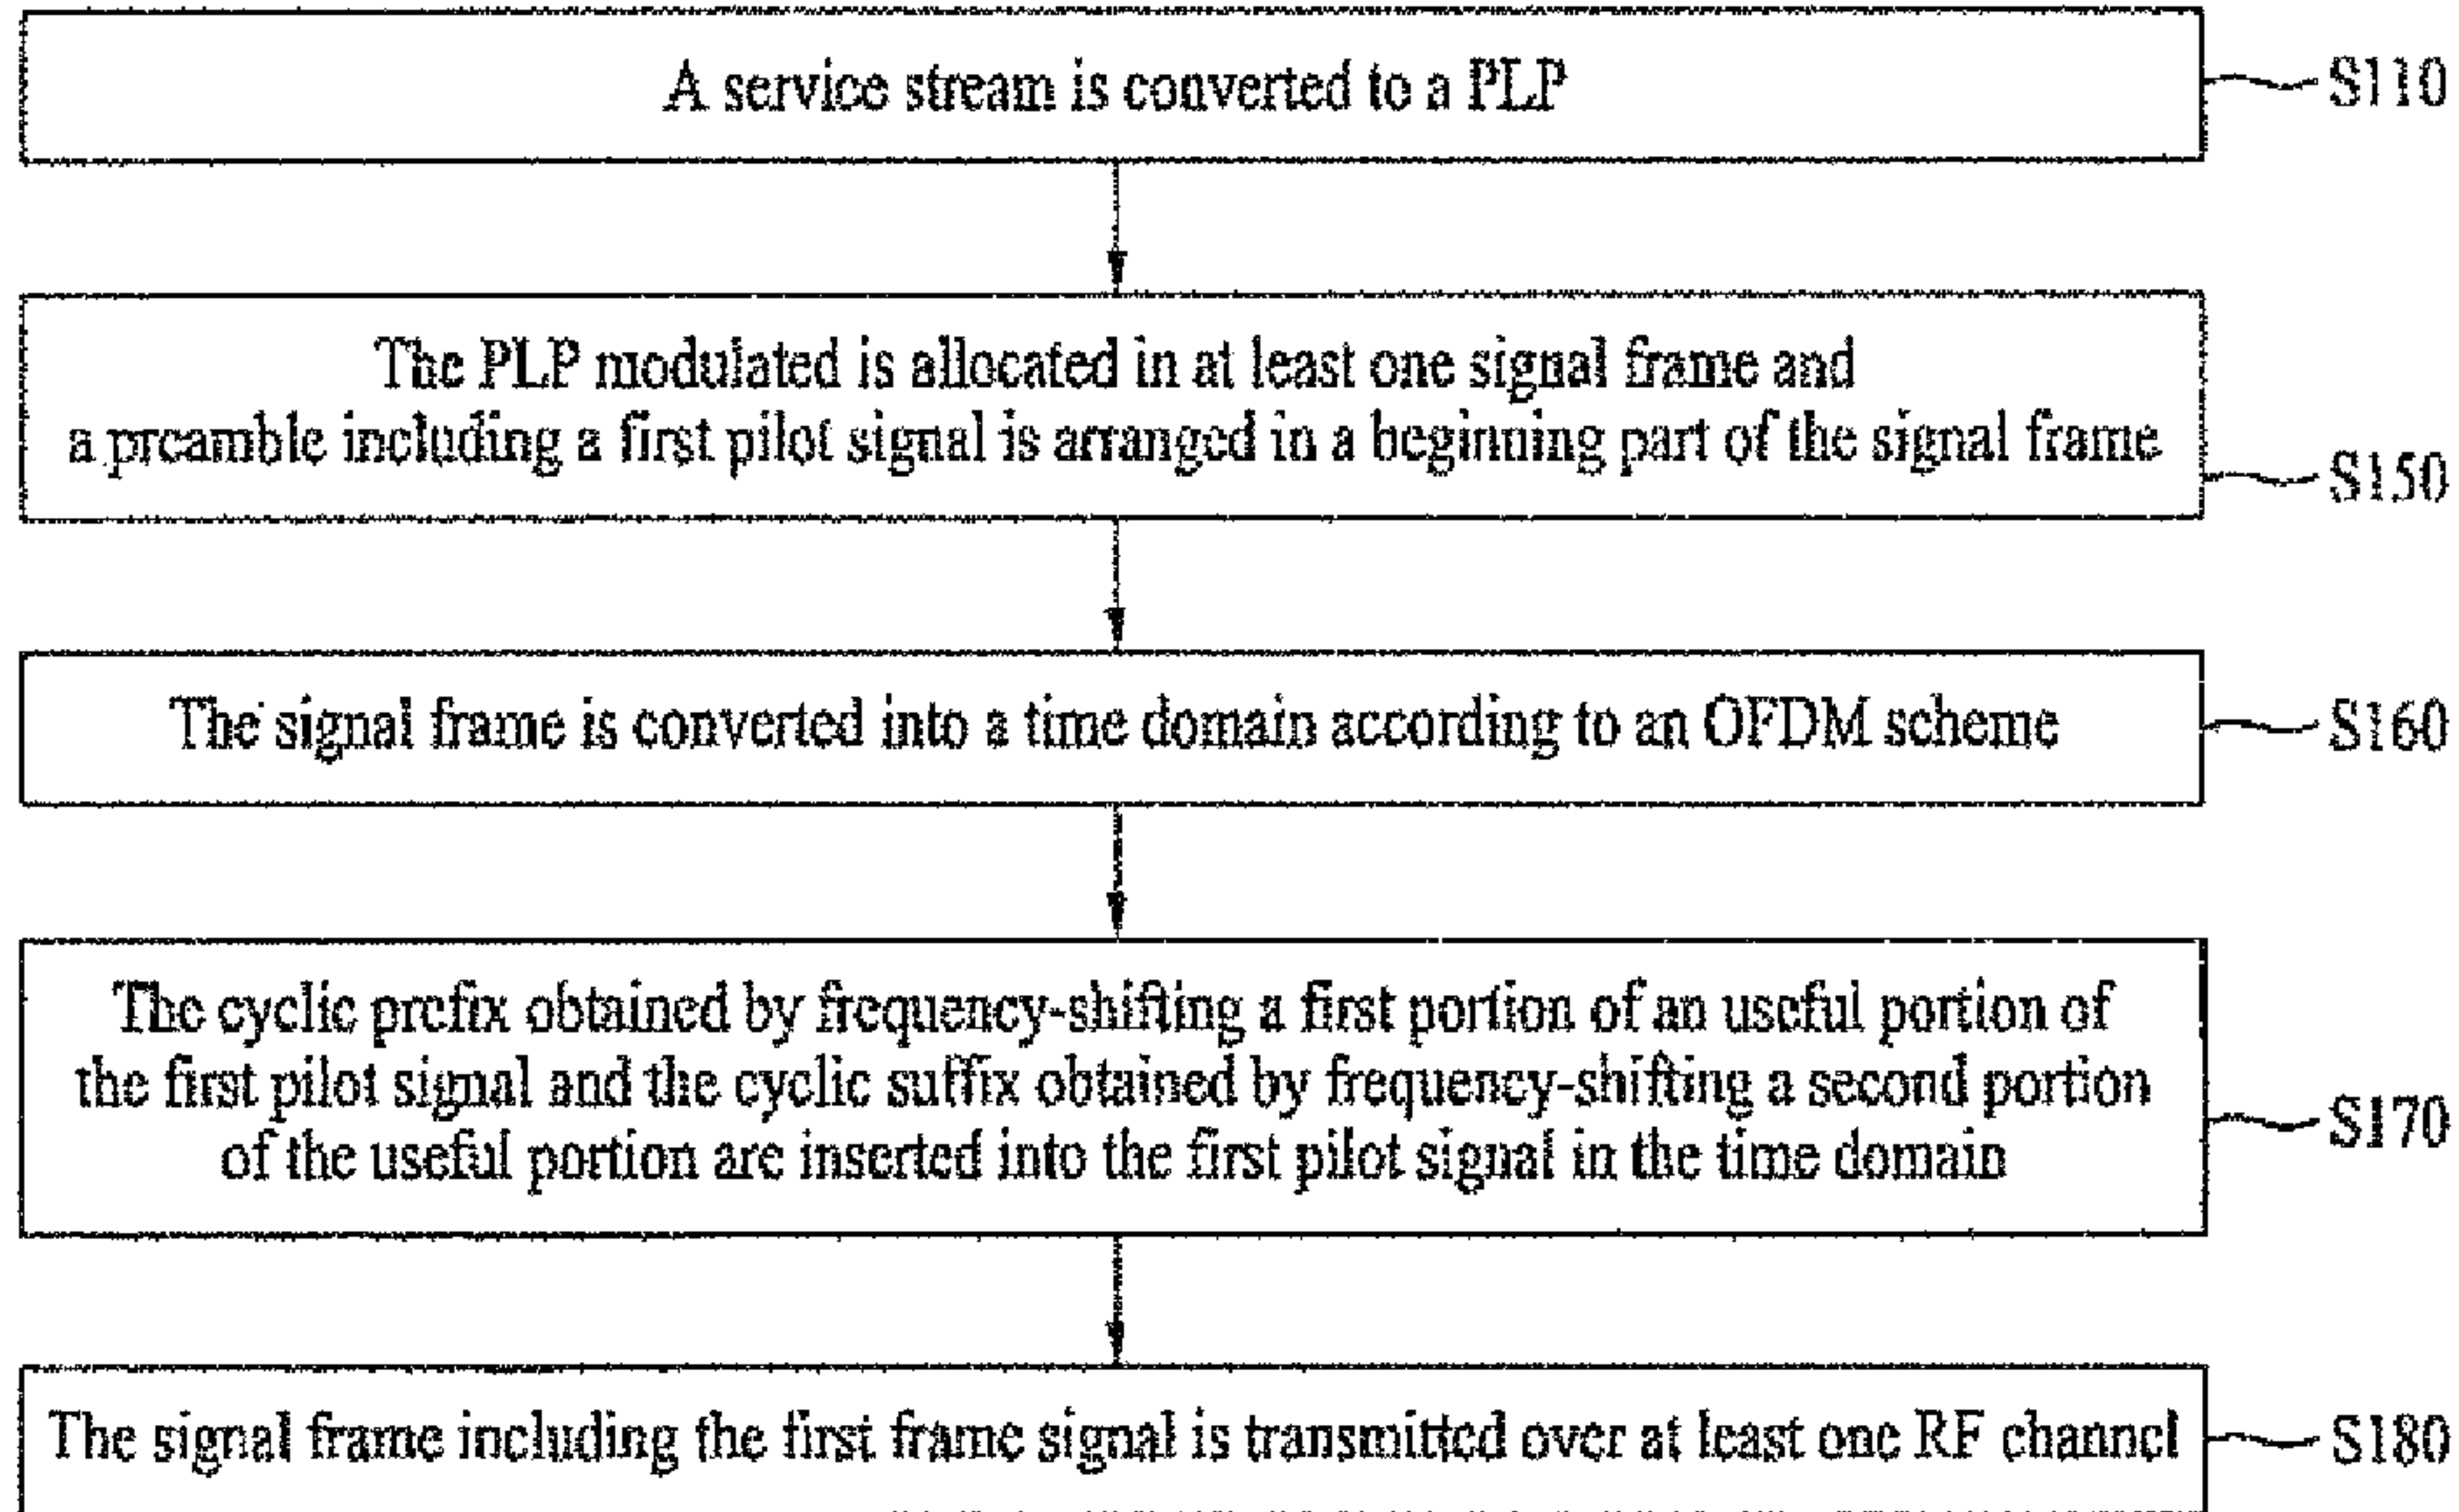 A service stream is converted to a PLP
S110
The PLP modulated is allocated in at least one signal frame and
a preamble including a first pilot signal is arranged in a beginning part of the signal frame
S150
The signal frame is converted into a time domain according to an OFDM scheme
S160
The cyclic prefix obtained by frequency-shifting a first portion of an useful portion of
the first pilot signal and the cyclic suffix obtained by frequency-shifting a second portion
of the useful portion are inserted into the first pilot signal in the time domain
S170
The signal frame including the first frame signal is transmitted over at least one RF channel
S180